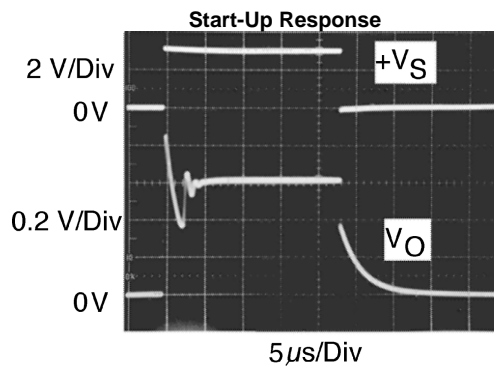 Start-Up Response
2 V/Div
+VS
0V
0.2 V/Div
VO
0V
5µs/Div